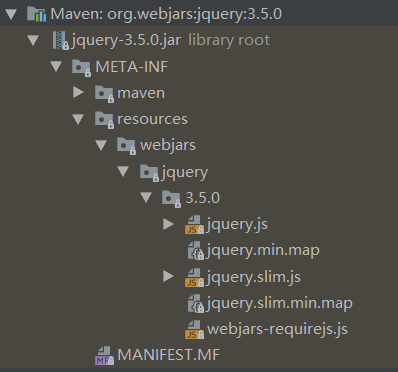 Maven: org.webjars:jquery:3.5.0
jquery-3.5.0.jar library root
META-INF
maven
resources
webjars
jquery
3.5.0
jquery.js
jquery.min.map
jquery.slim.js
jquery.slim.min.map
webjars-requirejs.js
MANIFEST.MF